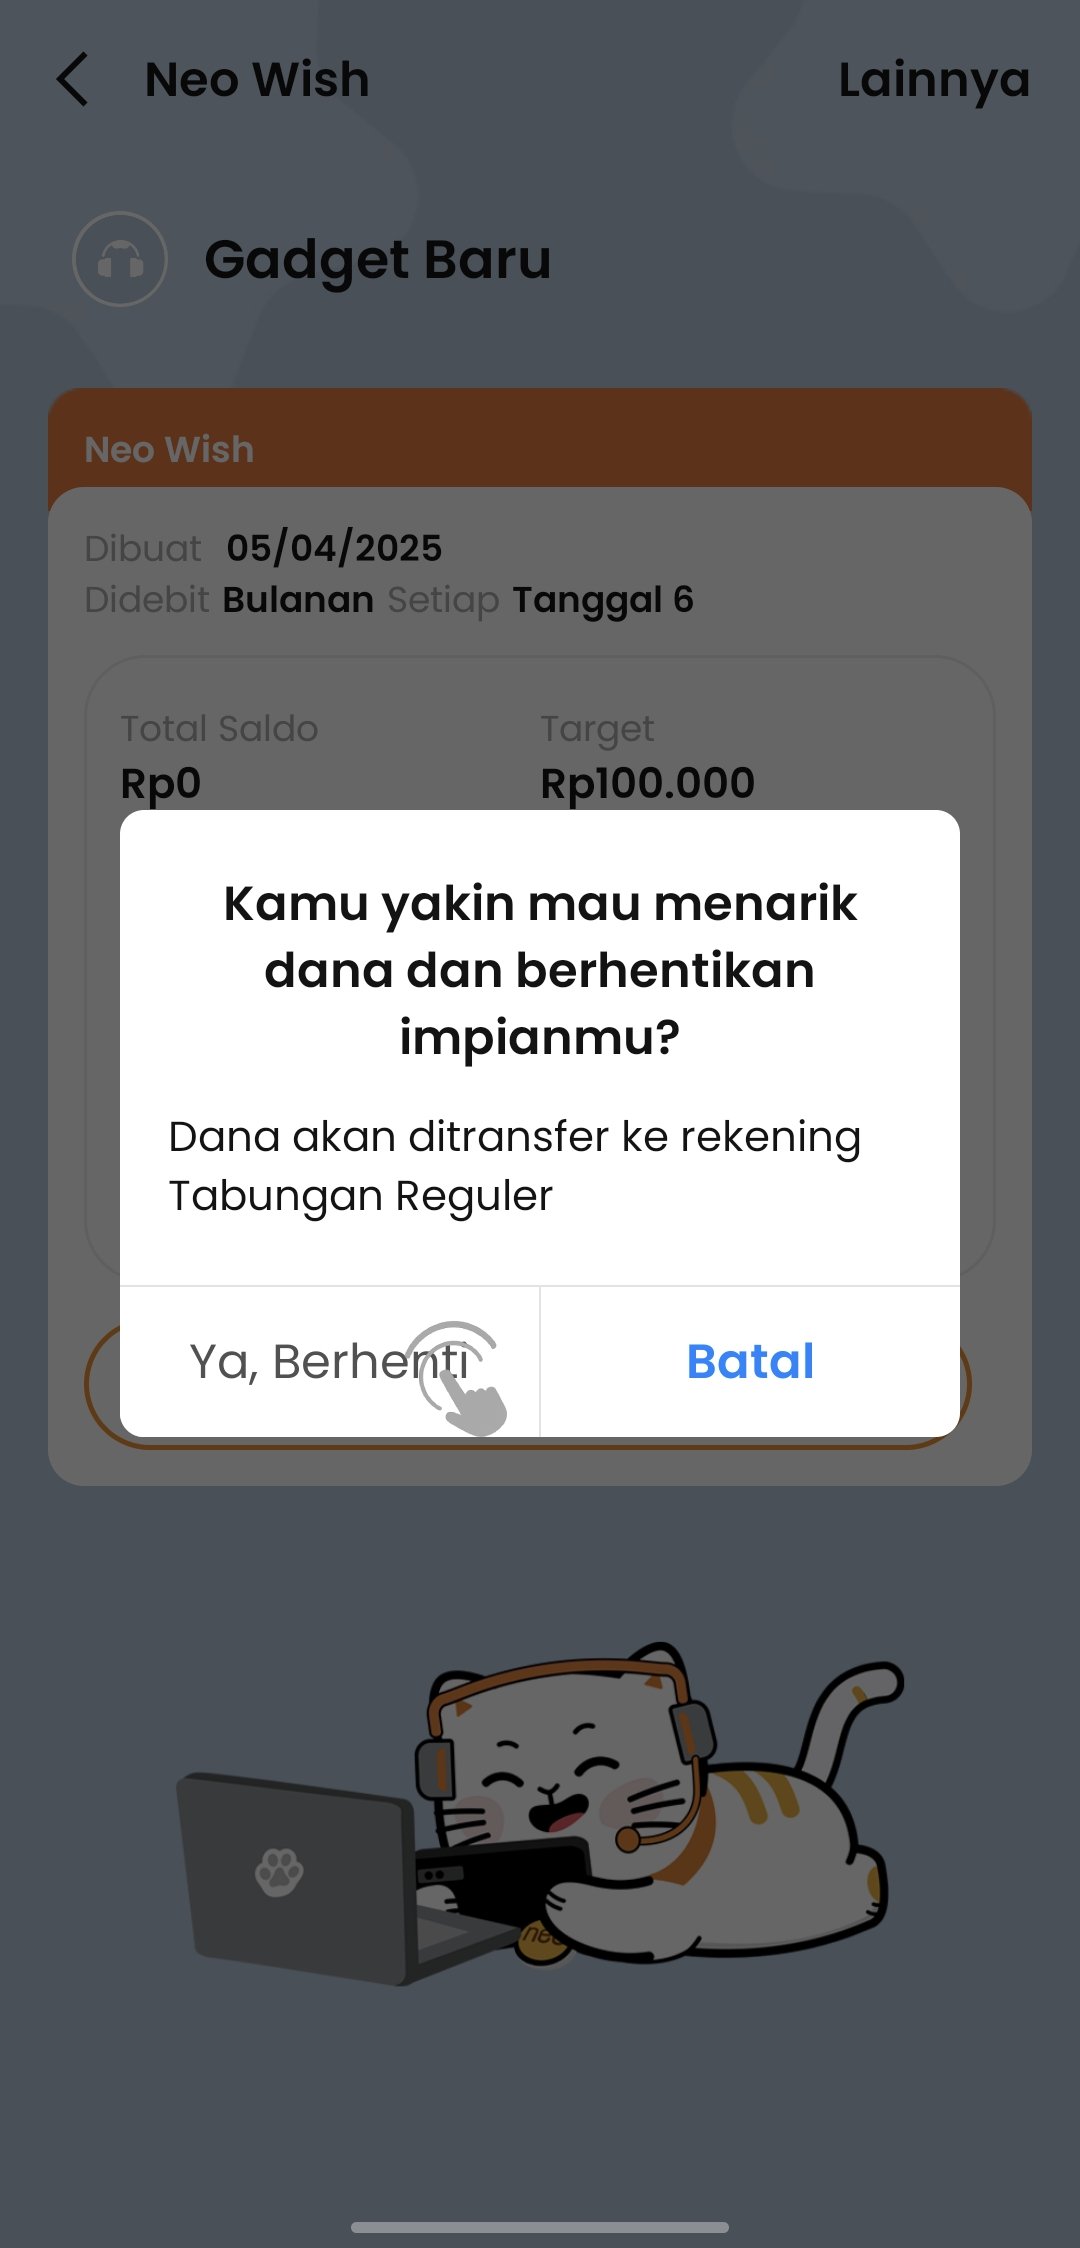 Neo Wish
Lainnya
Gadget Baru
Neo Wish
Dibuat 05/04/2025
Didebit Bulanan Setiap Tanggal 6
Total Saldo
Target
Rp0
Rp100.000
Kamu yakin mau menarik
dana dan berhentikan
impianmu?
Dana akan ditransfer ke rekening
Tabungan Reguler
Ya, Berhenti
Batal
neo